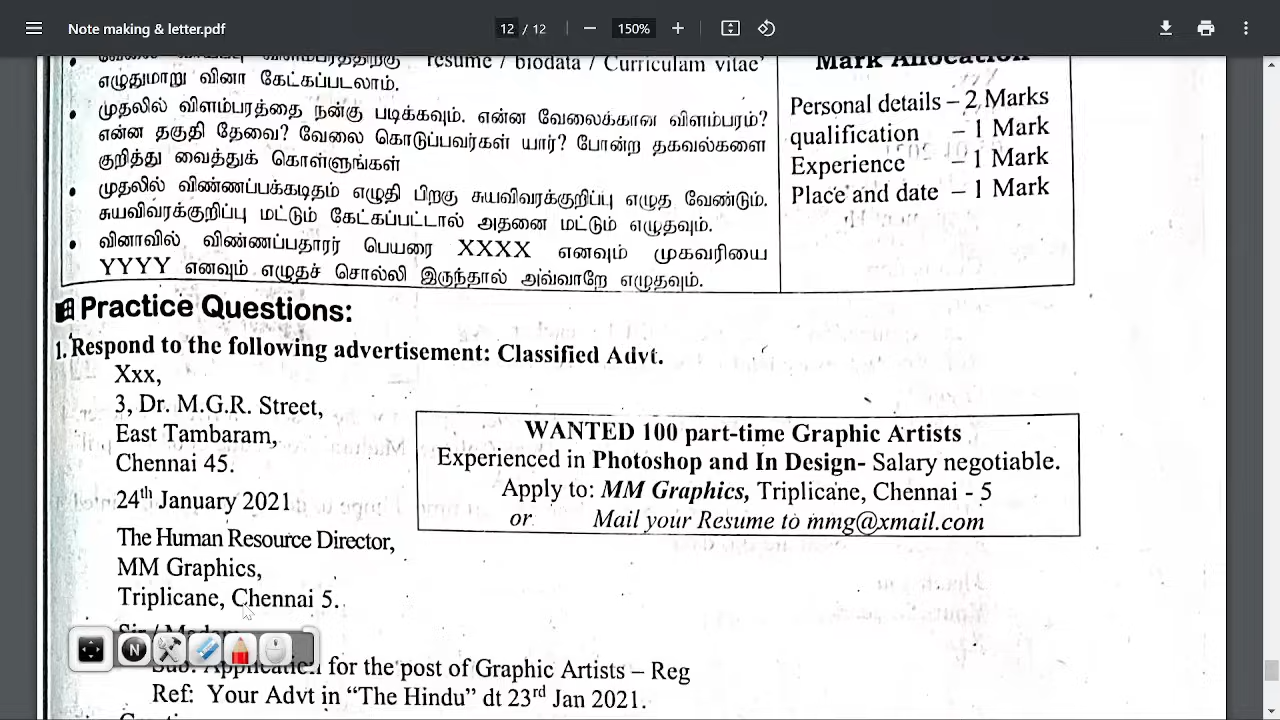 Note making & letter.pdf
12 / 12
150%
resume / biodata / Curriculam vitae'
எழுதுமாறு வினா கேட்கப்படலாம்.
• முதலில் விளம்பரத்தை நன்கு படிக்கவும். என்ன வேலைக்கான விளம்பரம்?
என்ன தகுதி தேவை? வேலை கொடுப்பவர்கள் யார்? போன்ற தகவல்களை
குறித்து வைத்துக் கொள்ளுங்கள்
• முதலில் விண்ணப்பக்கடிதம் எழுதி பிறகு சுயவிவரக்குறிப்பு எழுத வேண்டும்.
சுயவிவரக்குறிப்பு மட்டும் கேட்கப்பட்டால் அதனை மட்டும் எழுதவும்.
• வினாவில் விண்ணப்பதாரர் பெயரை XXXX எனவும் முகவரியை
YYYY எனவும் எழுதச் சொல்லி இருந்தால் அவ்வாறே எழுதவும்.
Mark Allocation
Personal details – 2 Marks
qualification – 1 Mark
Experience – 1 Mark
Place and date – 1 Mark
Practice Questions:
1. Respond to the following advertisement: Classified Advt.
Xxx,
3, Dr. M.G.R. Street,
East Tambaram,
Chennai 45.
24th January 2021
The Human Resource Director,
MM Graphics,
Triplicane, Chennai 5.
WANTED 100 part-time Graphic Artists
Experienced in Photoshop and In Design- Salary negotiable.
Apply to: MM Graphics, Triplicane, Chennai - 5
or Mail your Resume to mmg@xmail.com
N
Sub: Application for the post of Graphic Artists – Reg
Ref: Your Advt in “The Hindu” dt 23rd Jan 2021.